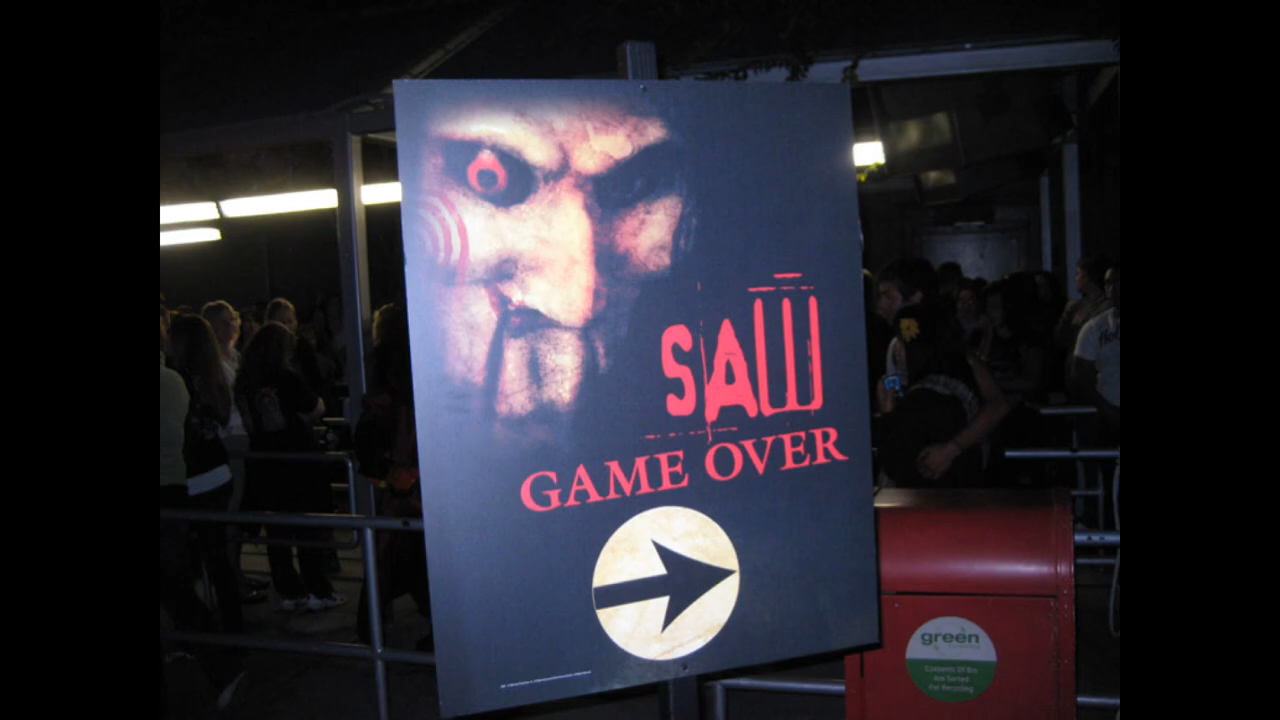 SAW
GAME OVER
green
Contents Of Bin
Are Sorted
For Recycling